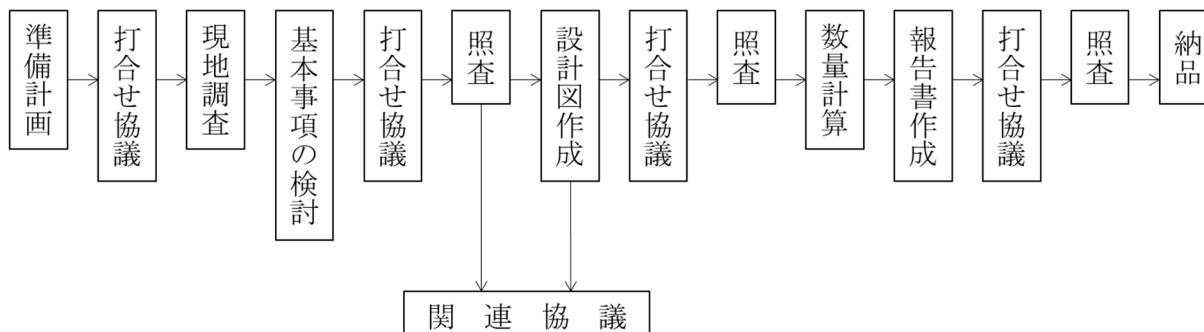 準備計画
打合せ協議
現地調査
基本事項の検討
打合せ協議
照査
設計図作成
打合せ協議
照査
数量計算
報告書作成
打合せ協議
照査
納品
関連協議